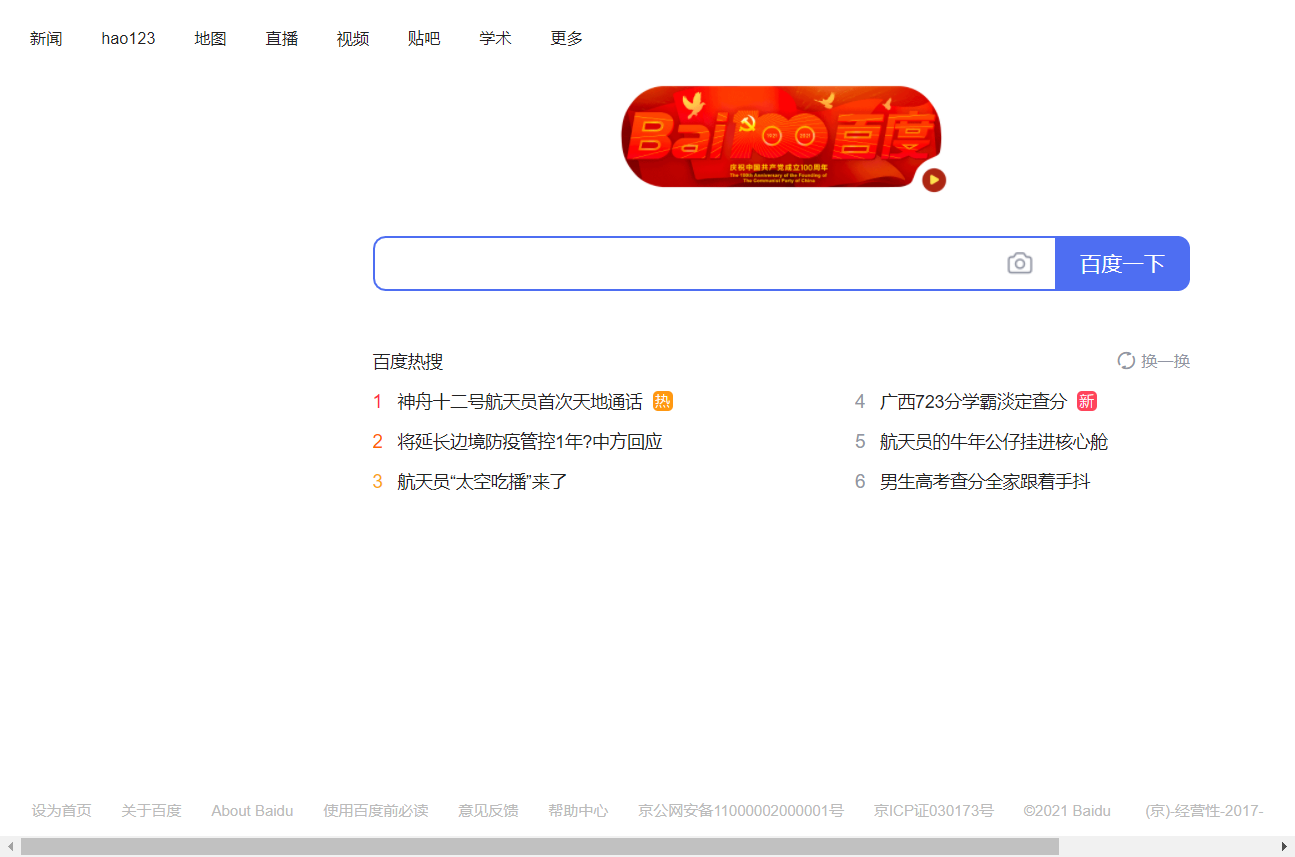 新闻 hao123 地图 直播 视频 贴吧 学术 更多
Bai100百度
1921 2021
庆祝中国共产党成立100周年
The 100th Anniversary of the Founding of
The Communist Party of China
百度一下
百度热搜 换一换
1 神舟十二号航天员首次天地通话 热
2 将延长边境防疫管控1年?中方回应
3 航天员“太空吃播”来了
4 广西723分学霸淡定查分 新
5 航天员的牛年公仔挂进核心舱
6 男生高考查分全家跟着手抖
设为首页 关于百度 About Baidu 使用百度前必读 意见反馈 帮助中心 京公网安备11000002000001号 京ICP证030173号 ©2021 Baidu (京)-经营性-2017-